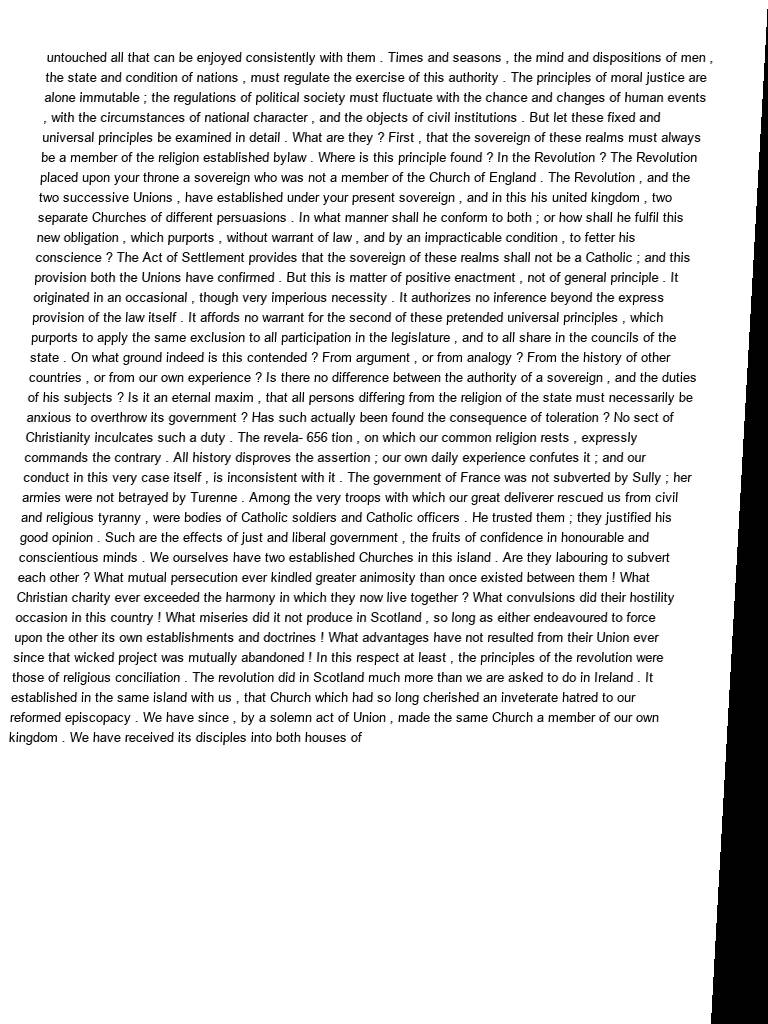 untouched all that can be enjoyed consistently with them . Times and seasons , the mind and dispositions of men ,
the state and condition of nations , must regulate the exercise of this authority . The principles of moral justice are
alone immutable ; the regulations of political society must fluctuate with the chance and changes of human events
, with the circumstances of national character , and the objects of civil institutions . But let these fixed and
universal principles be examined in detail . What are they ? First , that the sovereign of these realms must always
be a member of the religion established bylaw . Where is this principle found ? In the Revolution ? The Revolution
placed upon your throne a sovereign who was not a member of the Church of England . The Revolution , and the
two successive Unions , have established under your present sovereign , and in this his united kingdom , two
separate Churches of different persuasions . In what manner shall he conform to both ; or how shall he fulfil this
new obligation , which purports , without warrant of law , and by an impracticable condition , to fetter his
conscience ? The Act of Settlement provides that the sovereign of these realms shall not be a Catholic ; and this
provision both the Unions have confirmed . But this is matter of positive enactment , not of general principle . It
originated in an occasional , though very imperious necessity . It authorizes no inference beyond the express
provision of the law itself . It affords no warrant for the second of these pretended universal principles , which
purports to apply the same exclusion to all participation in the legislature , and to all share in the councils of the
state . On what ground indeed is this contended ? From argument , or from analogy ? From the history of other
countries , or from our own experience ? Is there no difference between the authority of a sovereign , and the duties
of his subjects ? Is it an eternal maxim , that all persons differing from the religion of the state must necessarily be
anxious to overthrow its government ? Has such actually been found the consequence of toleration ? No sect of
Christianity inculcates such a duty . The revela- 656 tion , on which our common religion rests , expressly
commands the contrary . All history disproves the assertion ; our own daily experience confutes it ; and our
conduct in this very case itself , is inconsistent with it . The government of France was not subverted by Sully ; her
armies were not betrayed by Turenne . Among the very troops with which our great deliverer rescued us from civil
and religious tyranny , were bodies of Catholic soldiers and Catholic officers . He trusted them ; they justified his
good opinion . Such are the effects of just and liberal government , the fruits of confidence in honourable and
conscientious minds . We ourselves have two established Churches in this island . Are they labouring to subvert
each other ? What mutual persecution ever kindled greater animosity than once existed between them ! What
Christian charity ever exceeded the harmony in which they now live together ? What convulsions did their hostility
occasion in this country ! What miseries did it not produce in Scotland , so long as either endeavoured to force
upon the other its own establishments and doctrines ! What advantages have not resulted from their Union ever
since that wicked project was mutually abandoned ! In this respect at least , the principles of the revolution were
those of religious conciliation . The revolution did in Scotland much more than we are asked to do in Ireland . It
established in the same island with us , that Church which had so long cherished an inveterate hatred to our
reformed episcopacy . We have since , by a solemn act of Union , made the same Church a member of our own
kingdom . We have received its disciples into both houses of